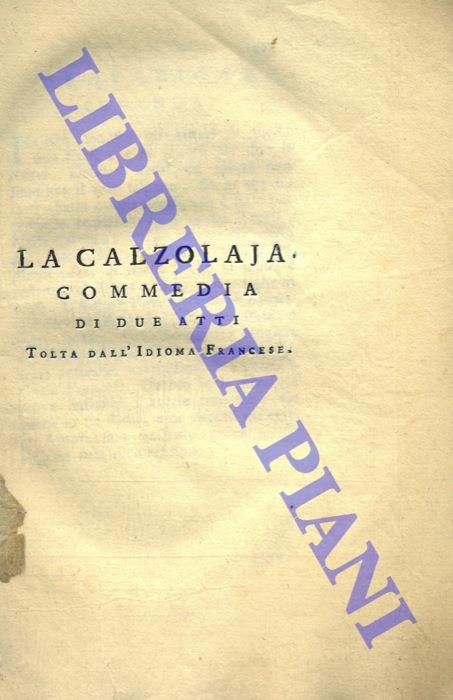 LA CALZOLAJA.
COMMEDIA
DI DUE ATTI
TOLTA DALL'IDIOMA FRANCESE.
LIBRERIA PIANI